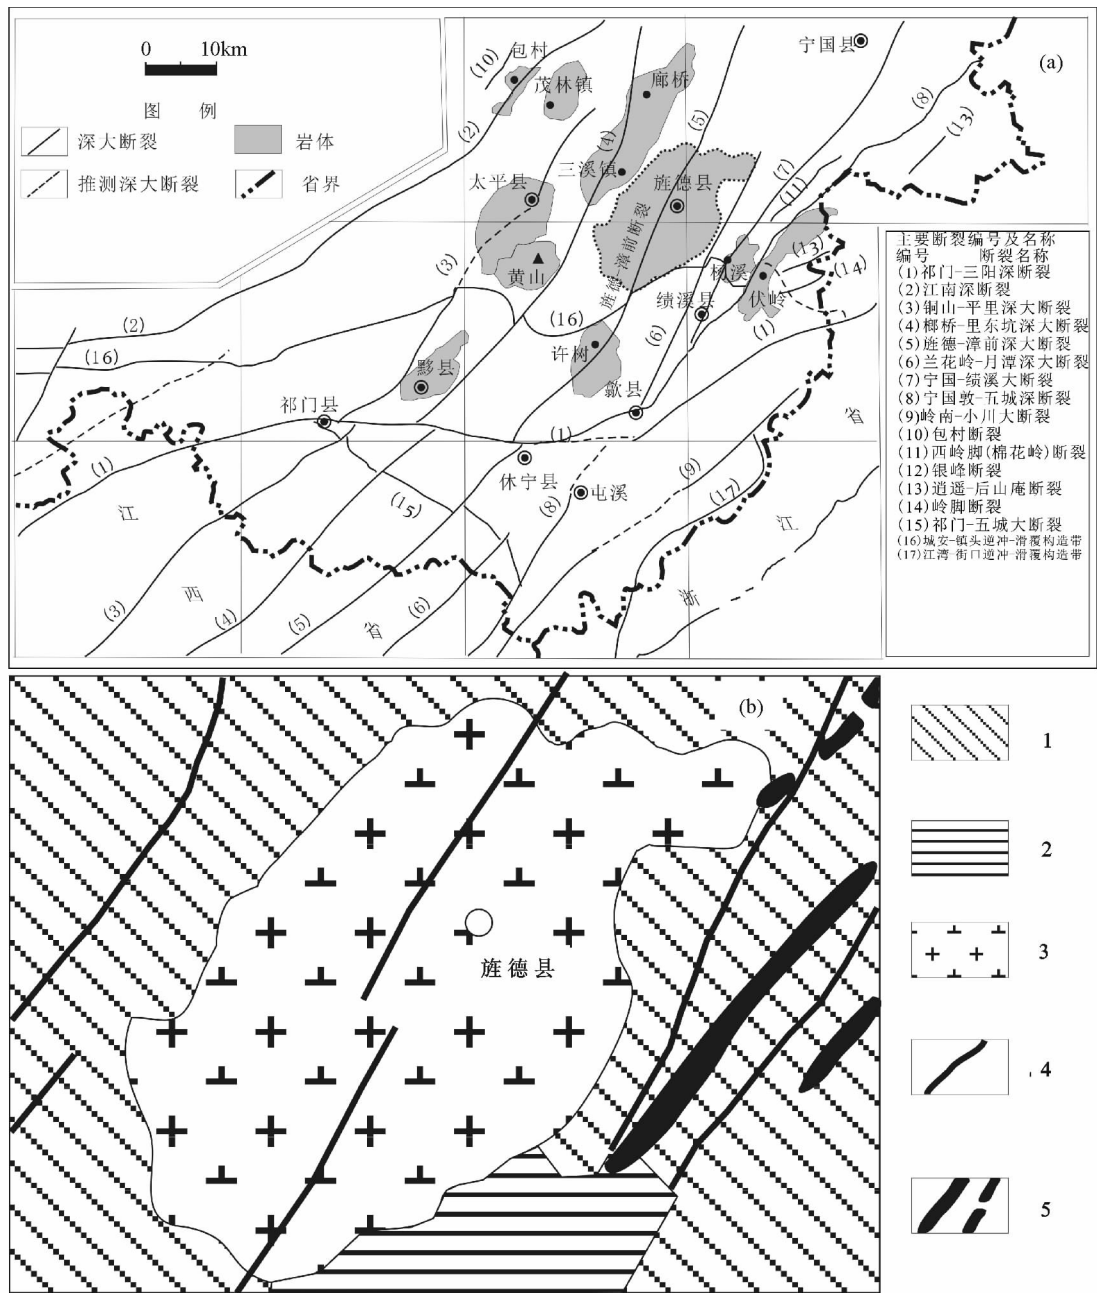 (a)
0 10km
图 例
深大断裂
岩体
推测深大断裂
省界
(10)
包村
茂林镇
廊桥
宁国县
(2)
(4)
(5)
(7)
(8)
(13)
(11)
三溪镇
太平县
旌德县
旌德-漳前断裂
(3)
黄山
杨溪
(13)
(14)
绩溪县
伏岭
(2)
(16)
(16)
(6)
(1)
许树
黟县
歙县
祁门县
(1)
(1)
休宁县
屯溪
(8)
(9)
(17)
(15)
江
西
省
(3)
(4)
(5)
(6)
浙
江
省
主要断裂编号及名称
编号 断裂名称
(1)祁门-三阳深断裂
(2)江南深断裂
(3)铜山-平里深大断裂
(4)榔桥-里东坑深大断裂
(5)旌德-漳前深大断裂
(6)兰花岭-月潭深大断裂
(7)宁国-绩溪大断裂
(8)宁国敦-五城深断裂
(9)岭南-小川大断裂
(10)包村断裂
(11)西岭脚(棉花岭)断裂
(12)银峰断裂
(13)逍遥-后山庵断裂
(14)岭脚断裂
(15)祁门-五城大断裂
(16)城安-镇头逆冲-滑覆构造带
(17)江湾-街口逆冲-滑覆构造带
(b)
旌德县
1
2
3
4
5